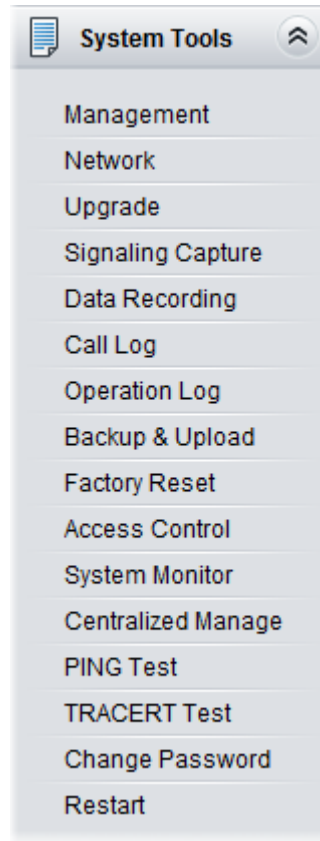 System Tools
Management
Network
Upgrade
Signaling Capture
Data Recording
Call Log
Operation Log
Backup & Upload
Factory Reset
Access Control
System Monitor
Centralized Manage
PING Test
TRACERT Test
Change Password
Restart